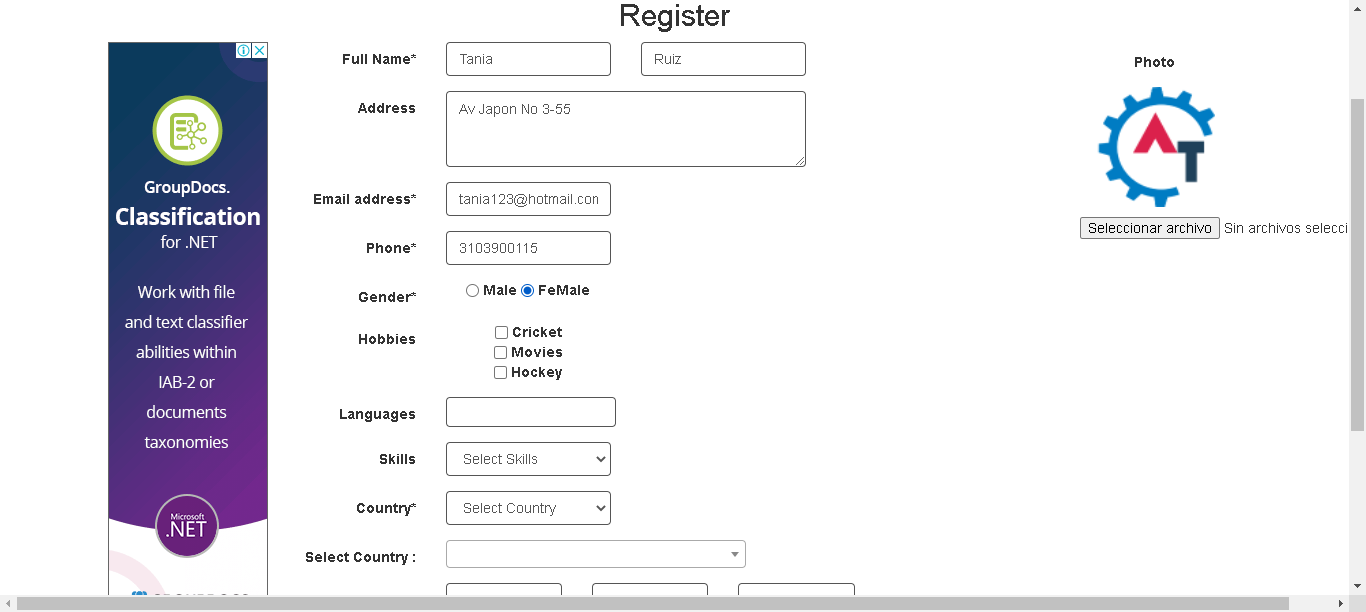 Register
GroupDocs.
Classification
for .NET
Work with file
and text classifier
abilities within
IAB-2 or
documents
taxonomies
Microsoft
.NET
Full Name*
Tania
Ruiz
Address
Av Japon No 3-55
Email address*
tania123@hotmail.con
Phone*
3103900115
Gender*
Male
FeMale
Hobbies
Cricket
Movies
Hockey
Languages
Skills
Select Skills
Country*
Select Country
Select Country :
Photo
AT
Seleccionar archivo
Sin archivos selecci